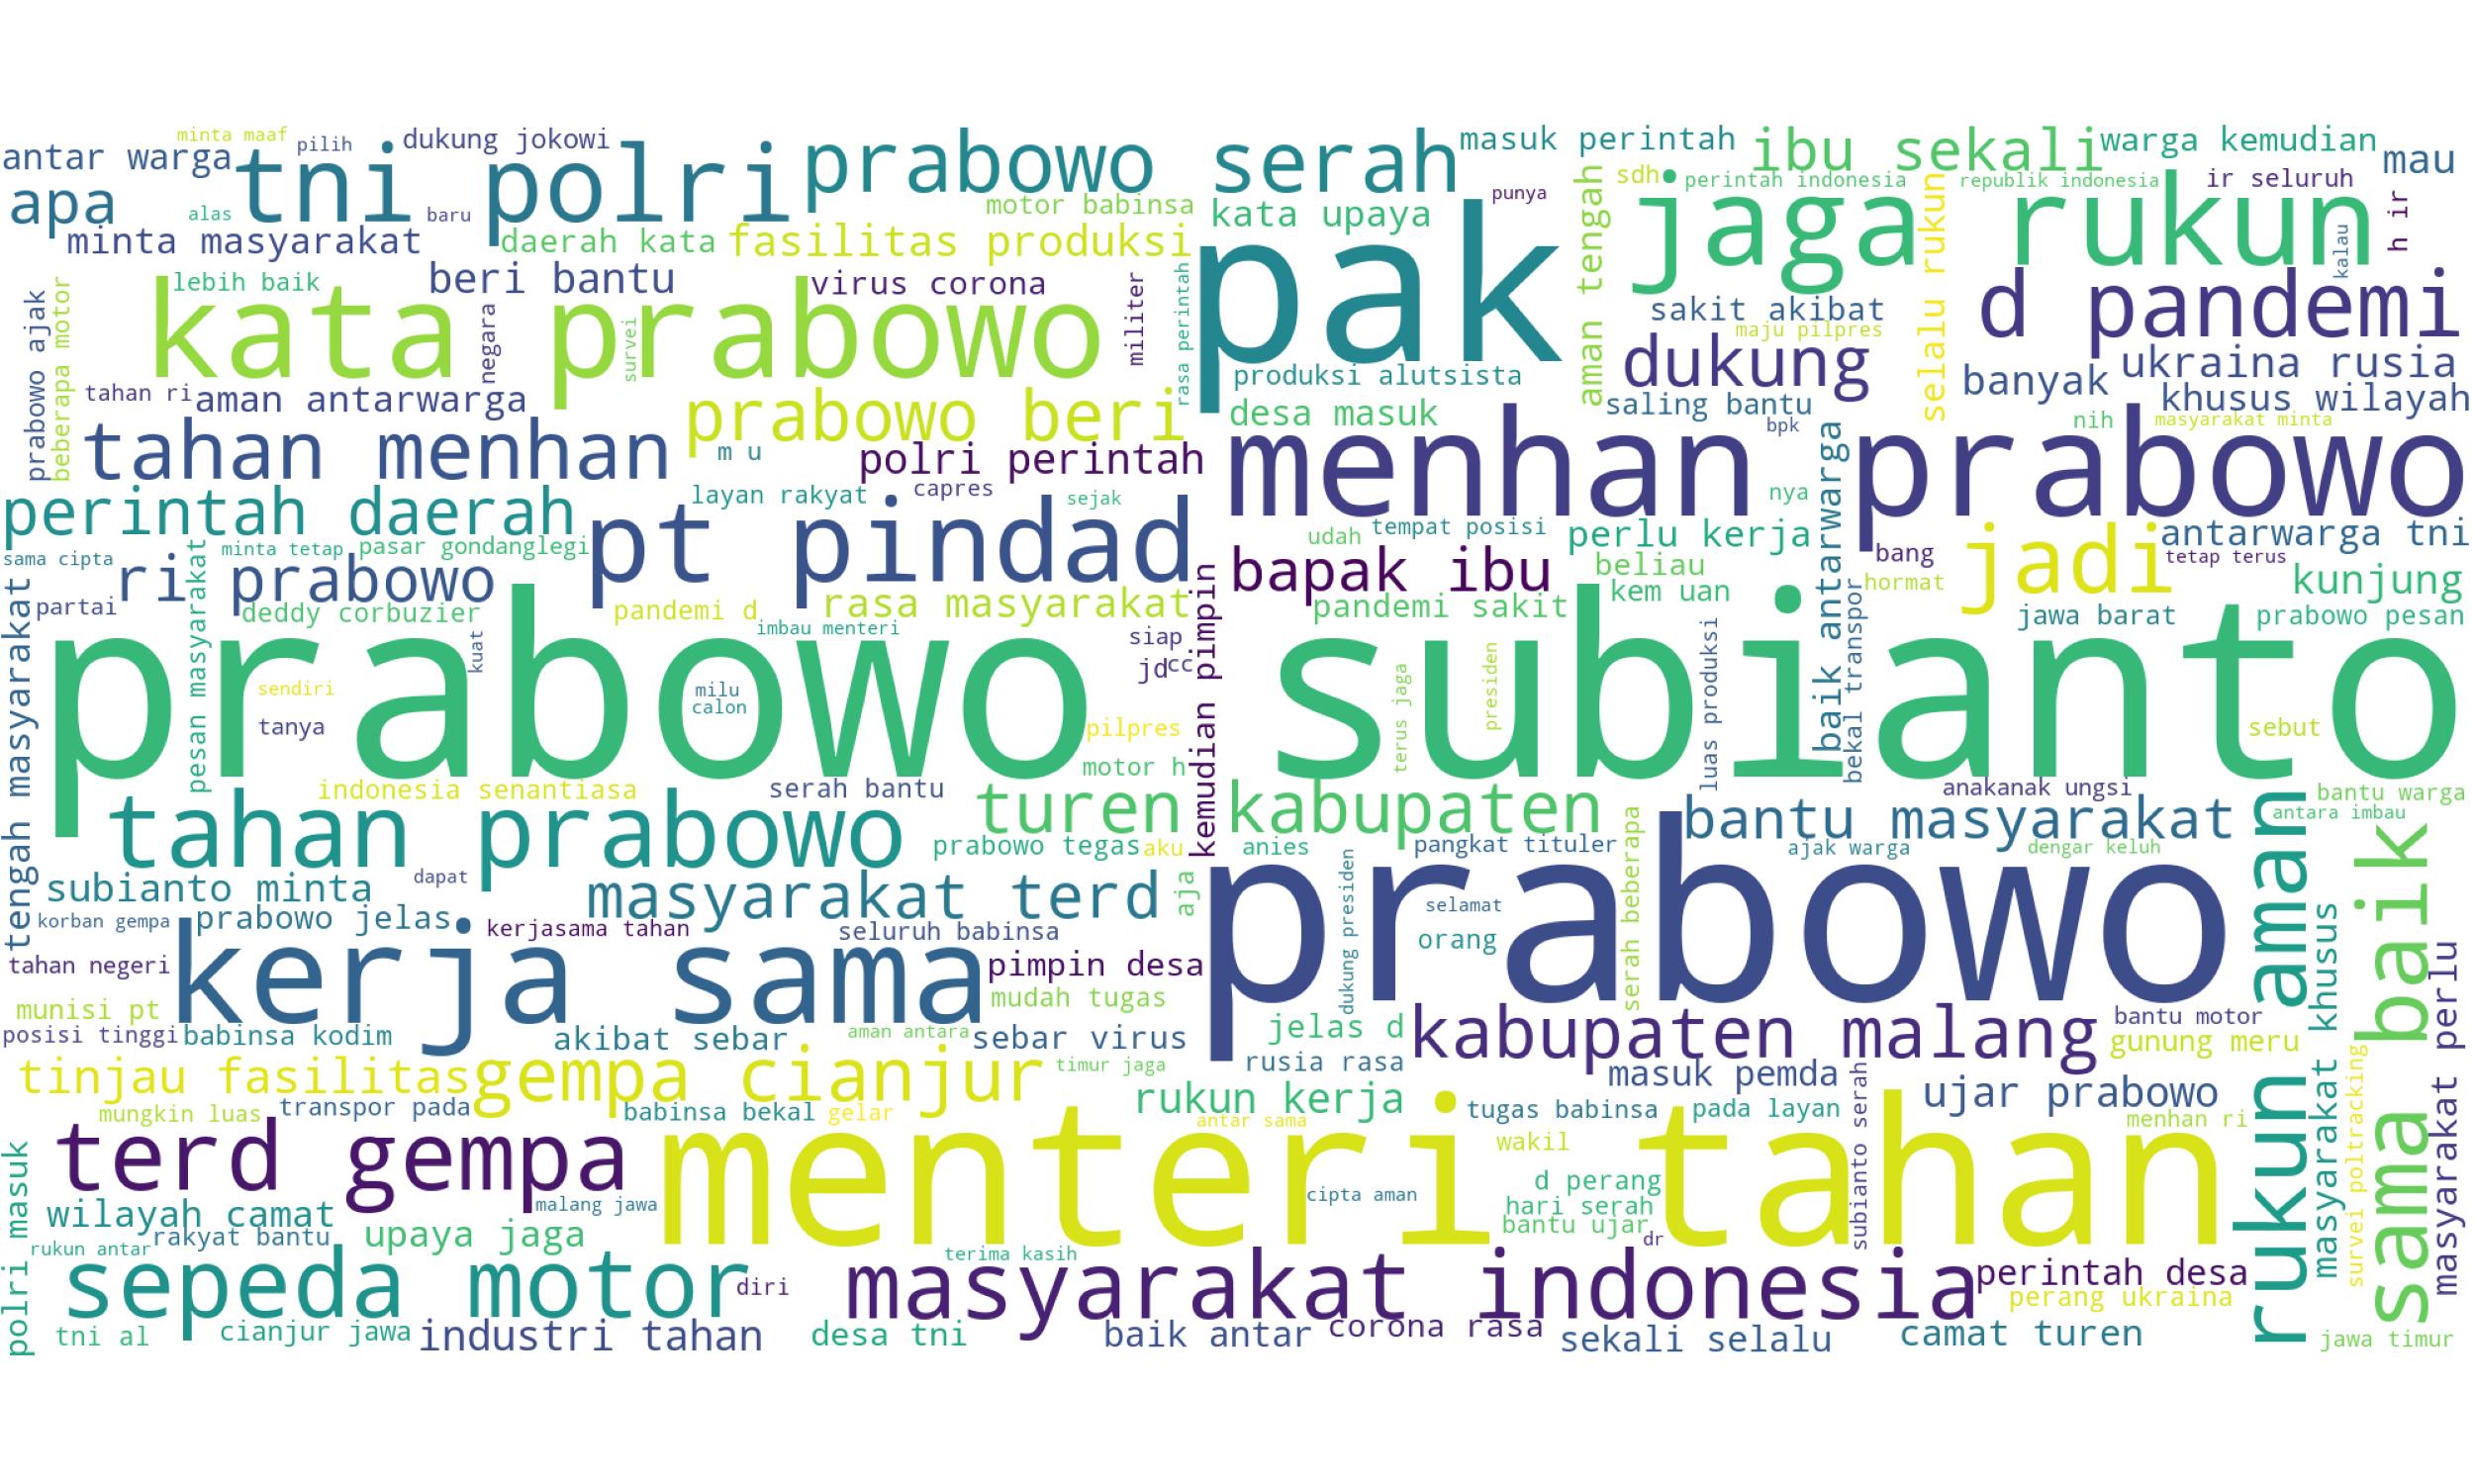 minta maaf
pilih
dukung jokowi
antar warga
tni polri
prabowo serah
masuk perintah
ibu sekali
warga kemudian
mau
apa
alas
baru
motor babinsa
kata upaya
punya
aman tengah
sdh
perintah indonesia
republik indonesia
ir seluruh
h ir
minta masyarakat
daerah kata
fasilitas produksi
pak
jaga rukun
selalu rukun
kalau
lebih baik
beri bantu
virus corona
militer
rasa perintah
prabowo ajak
beberapa motor
kata prabowo
negara
survei
sakit akibat
d pandemi
maju pilpres
dukung
ukraina rusia
produksi alutsista
banyak
khusus wilayah
tahan ri
aman antarwarga
prabowo beri
desa masuk
saling bantu
bpk
nih
masyarakat minta
tahan menhan
m u
polri perintah
menhan
prabowo
baik antarwarga
perintah daerah
layan rakyat
capres
sejak
nya
pt pindad
udah
tempat posisi
perlu kerja
antarwarga tni
sama cipta
minta tetap
pasar gondanglegi
bang
jadi
tetap terus
ri prabowo
bapak ibu
beliau
hormat
kunjung
pesan masyarakat
tengah masyarakat
partai
deddy corbuzier
pandemi d
rasa masyarakat
kemudian pimpin
pandemi sakit
kem uan
bekal transpor
jawa barat
prabowo pesan
imbau menteri
siap
kuat
jd
cc
prabowo subianto
sendiri
milu
calon
tanya
pilpres
terus jaga
presiden
luas produksi
sebut
motor h
indonesia senantiasa
serah bantu
anakanak ungsi
bantu warga
tahan prabowo
turen kabupaten
bantu masyarakat
antara imbau
prabowo tegas
aku
anies
pangkat tituler
ajak warga
dengar keluh
subianto minta
dapat
masyarakat terd
aja
dukung presiden
serah beberapa
prabowo
selamat
rukun aman
sama baik
korban gempa
prabowo jelas
kerjasama tahan
seluruh babinsa
orang
tahan negeri
kerja sama
pimpin desa
masyarakat khusus
masyarakat perlu
munisi pt
mudah tugas
posisi tinggi
babinsa kodim
akibat sebar
aman antara
sebar virus
jelas d
kabupaten malang
bantu motor
gunung meru
tinjau fasilitas
gempa cianjur
timur jaga
rusia rasa
masuk pemda
ujar prabowo
survei poltracking
mungkin luas
transpor pada
babinsa bekal
gelar
rukun kerja
antar sama
tugas babinsa
pada layan
subianto serah
menhan ri
terd gempa
menteri tahan
wakil
polri masuk
malang jawa
cipta aman
d perang
hari serah
wilayah camat
bantu ujar
rakyat bantu
upaya jaga
dr
rukun antar
terima kasih
sepeda motor
diri
masyarakat indonesia
perintah desa
perang ukraina
tni al
cianjur jawa
industri tahan
desa tni
baik antar
corona rasa
sekali selalu
camat turen
jawa timur